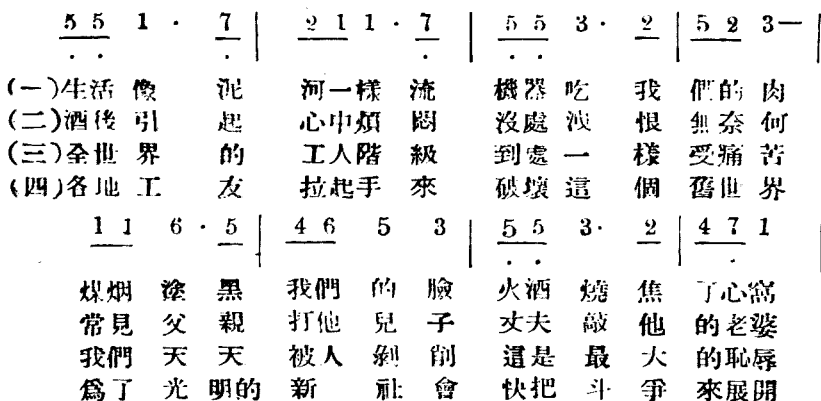 5 5 1 · 7 | 2 1 1 · 7 | 5 5 3 · 2 | 5 2 3—
(一)生活像泥河一樣流機器吃我們的肉
(二)酒後引起心中煩悶沒處洩恨無奈何
(三)全世界的工人階級到處一樣受痛苦
(四)各地工友拉起手來破壞這個舊世界
1 1 6 · 5 | 4 6 5 3 | 5 5 3· 2 | 4 7 1
煤烟塗黑我們的臉火酒燒焦了心窩
常見父親打他兒子丈夫敲他的老婆
我們天天被人剝削這是最大的恥辱
爲了光明的新社會快把斗爭來展開